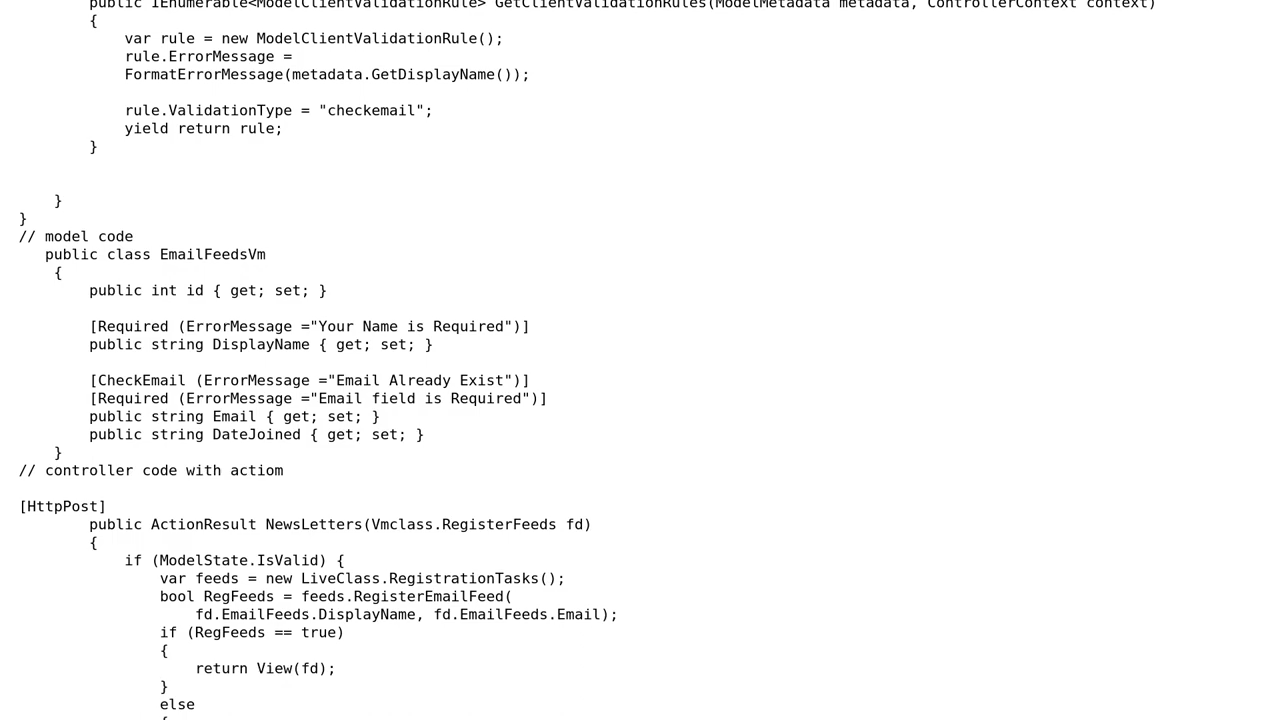 public IEnumerable<ModelClientValidationRule> GetClientValidationRules(ModelMetadata metadata, ControllerContext context)
{
var rule = new ModelClientValidationRule();
rule.ErrorMessage =
FormatErrorMessage(metadata.GetDisplayName());
rule.ValidationType = "checkemail";
yield return rule;
}
}
}
// model code
public class EmailFeedsVm
{
public int id { get; set; }
[Required (ErrorMessage ="Your Name is Required")]
public string DisplayName { get; set; }
[CheckEmail (ErrorMessage ="Email Already Exist")]
[Required (ErrorMessage ="Email field is Required")]
public string Email { get; set; }
public string DateJoined { get; set; }
}
// controller code with actiom
[HttpPost]
public ActionResult NewsLetters(Vmclass.RegisterFeeds fd)
{
if (ModelState.IsValid) {
var feeds = new LiveClass.RegistrationTasks();
bool RegFeeds = feeds.RegisterEmailFeed(
fd.EmailFeeds.DisplayName, fd.EmailFeeds.Email);
if (RegFeeds == true)
{
return View(fd);
}
else
{